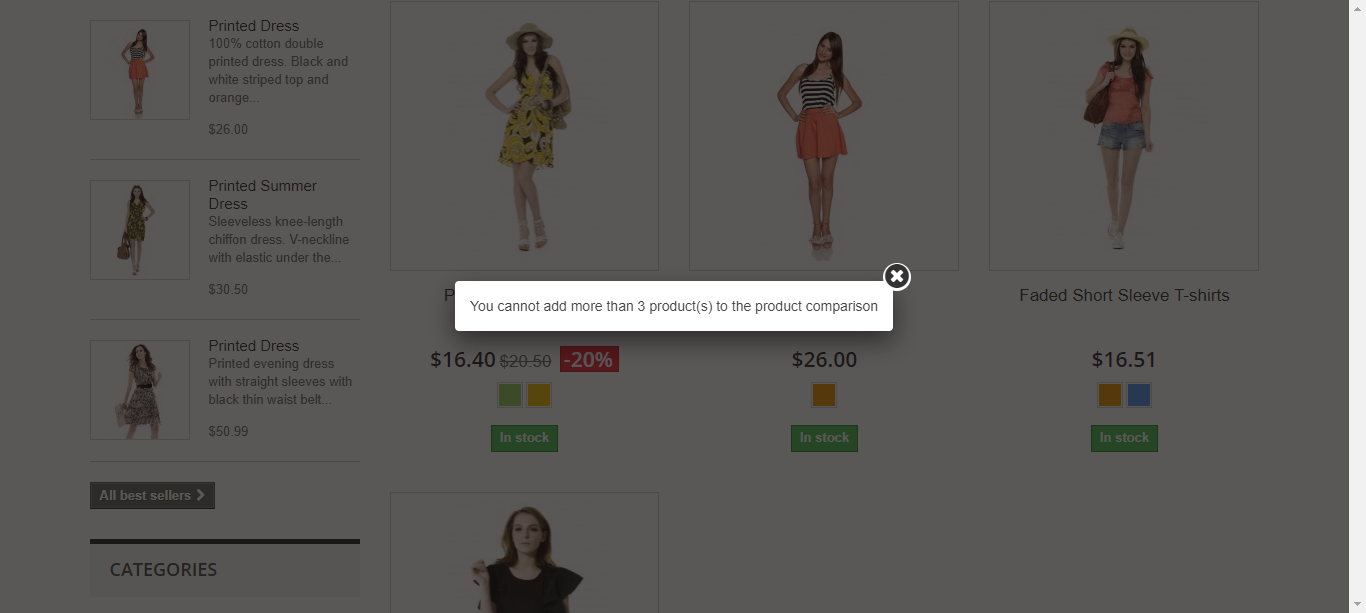 Printed Dress
100% cotton double
printed dress. Black and
white striped top and
orange...
$26.00
Printed Summer
Dress
Sleeveless knee-length
chiffon dress. V-neckline
with elastic under the...
$30.50
Printed Dress
Printed evening dress
with straight sleeves with
black thin waist belt...
$50.99
All best sellers
CATEGORIES
You cannot add more than 3 product(s) to the product comparison
Faded Short Sleeve T-shirts
$16.40 $20.50 -20%
$26.00
$16.51
In stock
In stock
In stock